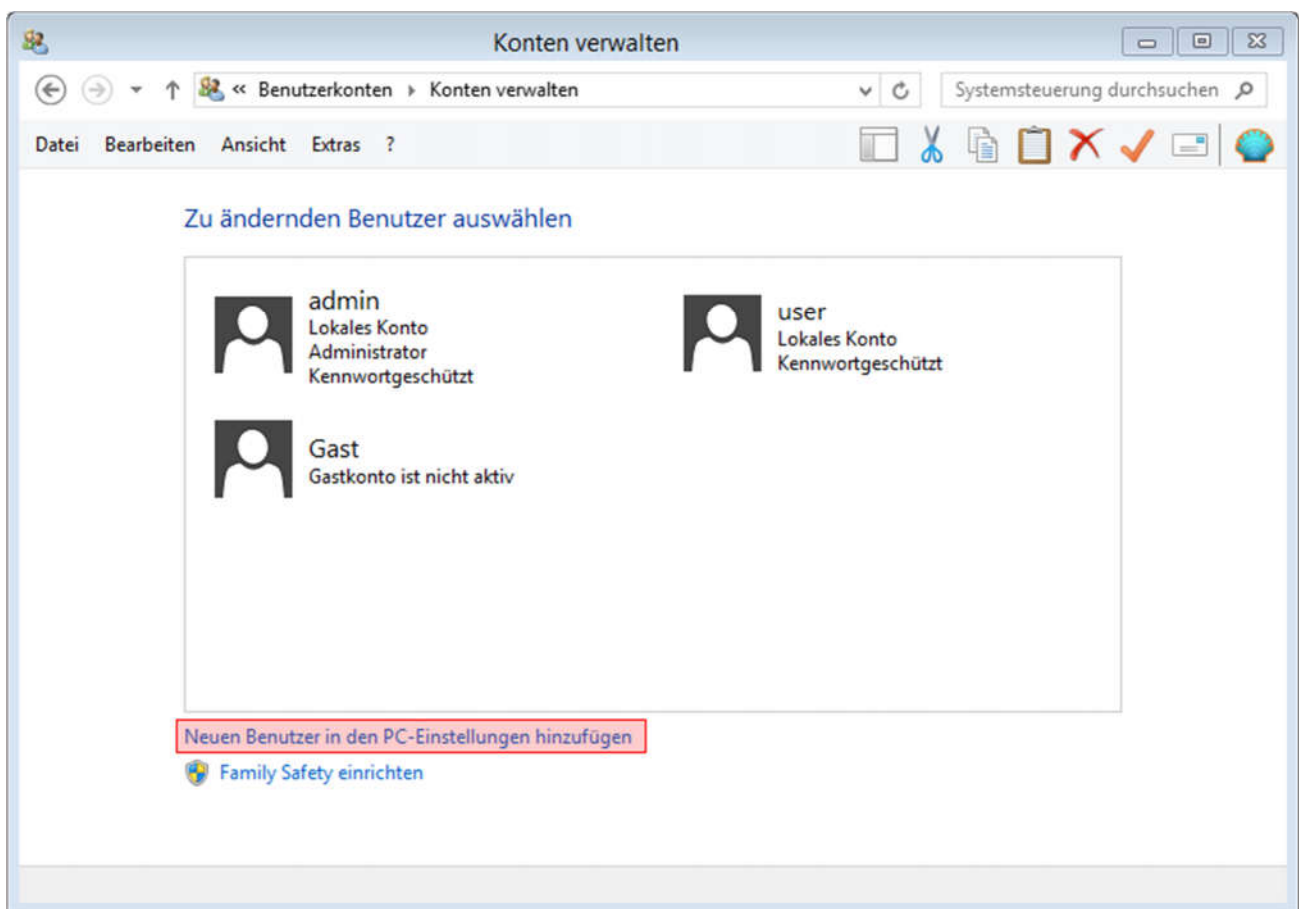 Konten verwalten
« Benutzerkonten Konten verwalten
Systemsteuerung durchsuchen
Datei Bearbeiten Ansicht Extras ?
Zu ändernden Benutzer auswählen
admin
Lokales Konto
Administrator
Kennwortgeschützt
user
Lokales Konto
Kennwortgeschützt
Gast
Gastkonto ist nicht aktiv
Neuen Benutzer in den PC-Einstellungen hinzufügen
Family Safety einrichten